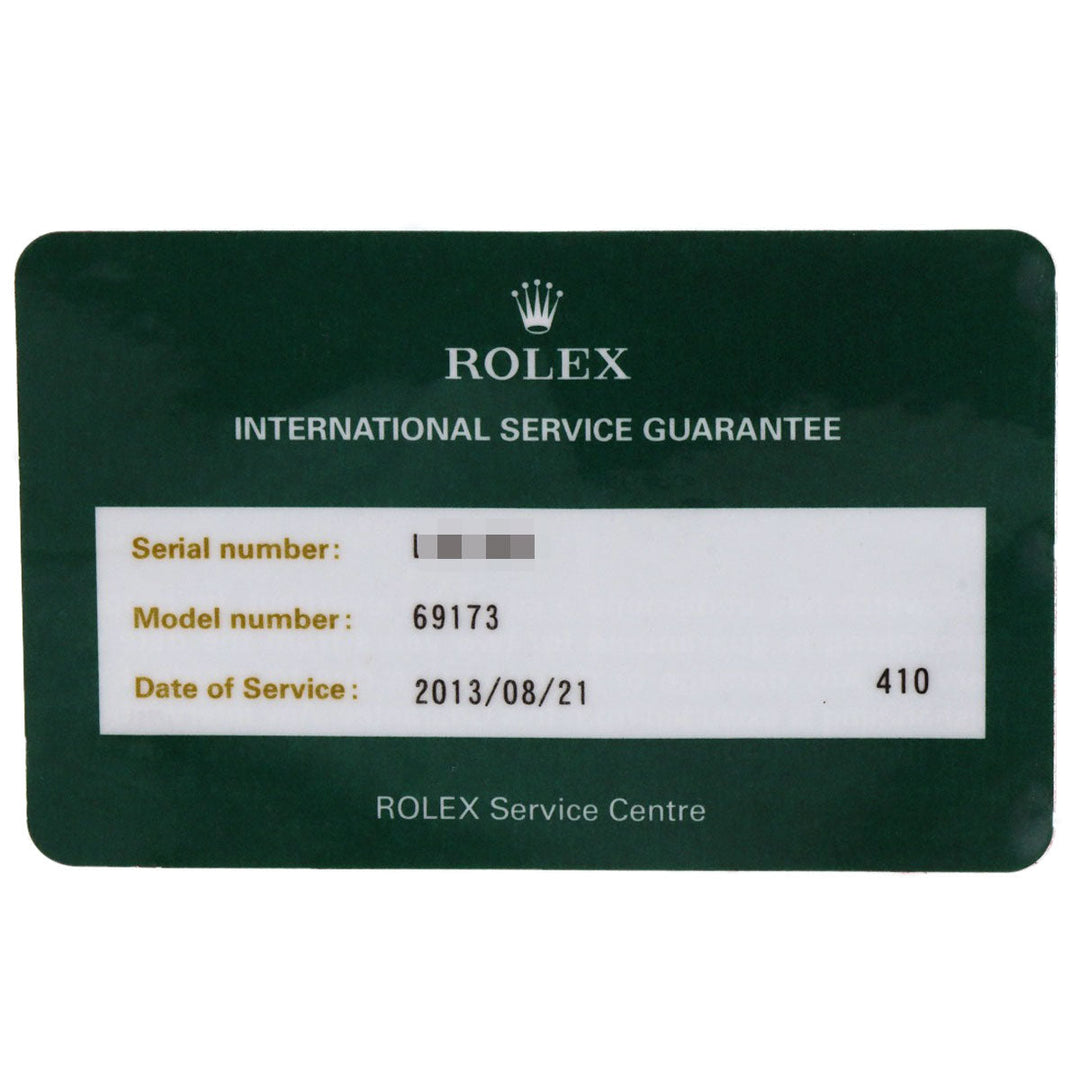 ROLEX
INTERNATIONAL SERVICE GUARANTEE
Serial number:
Model number: 69173
Date of Service: 2013/08/21 410
ROLEX Service Centre